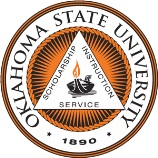 OKLAHOMA STATE UNIVERSITY
SCHOLARSHIP
INSTRUCTION
SERVICE
• 1890 •